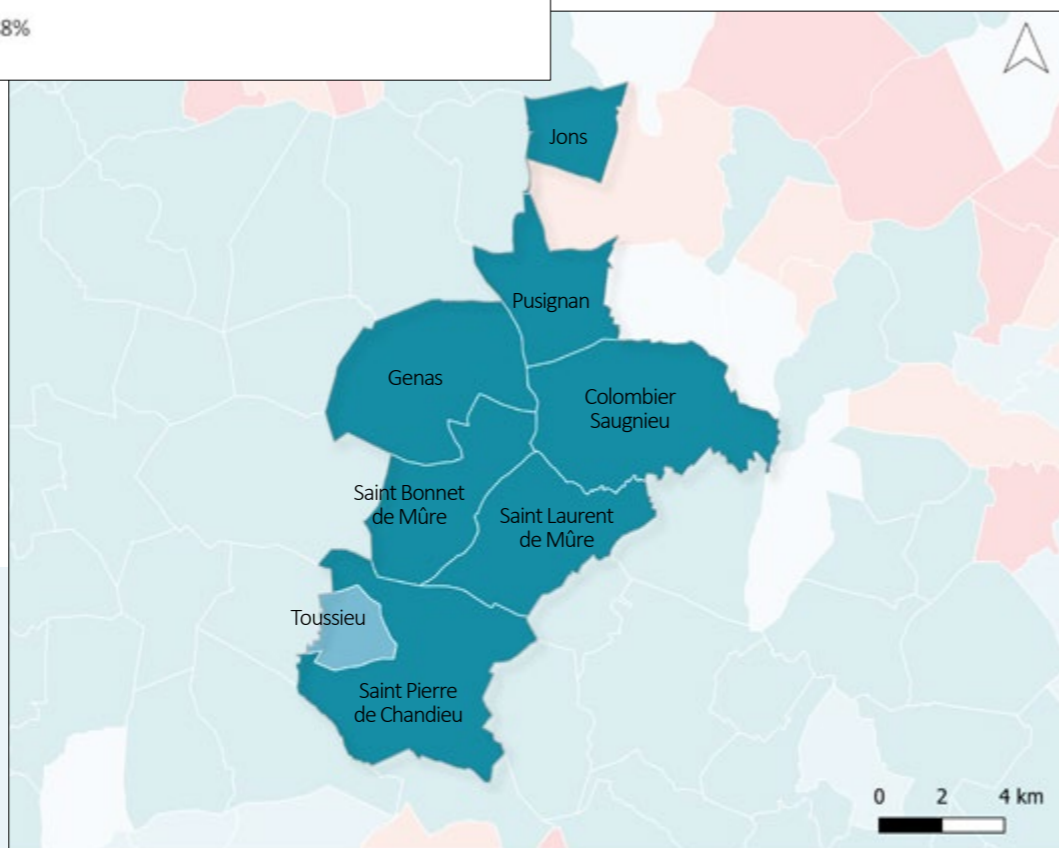 8%
Jons
Pusignan
Genas
Colombier
Saugnieu
Saint Bonnet
de Mûre
Saint Laurent
de Mûre
Toussieu
Saint Pierre
de Chandieu
0 2 4 km